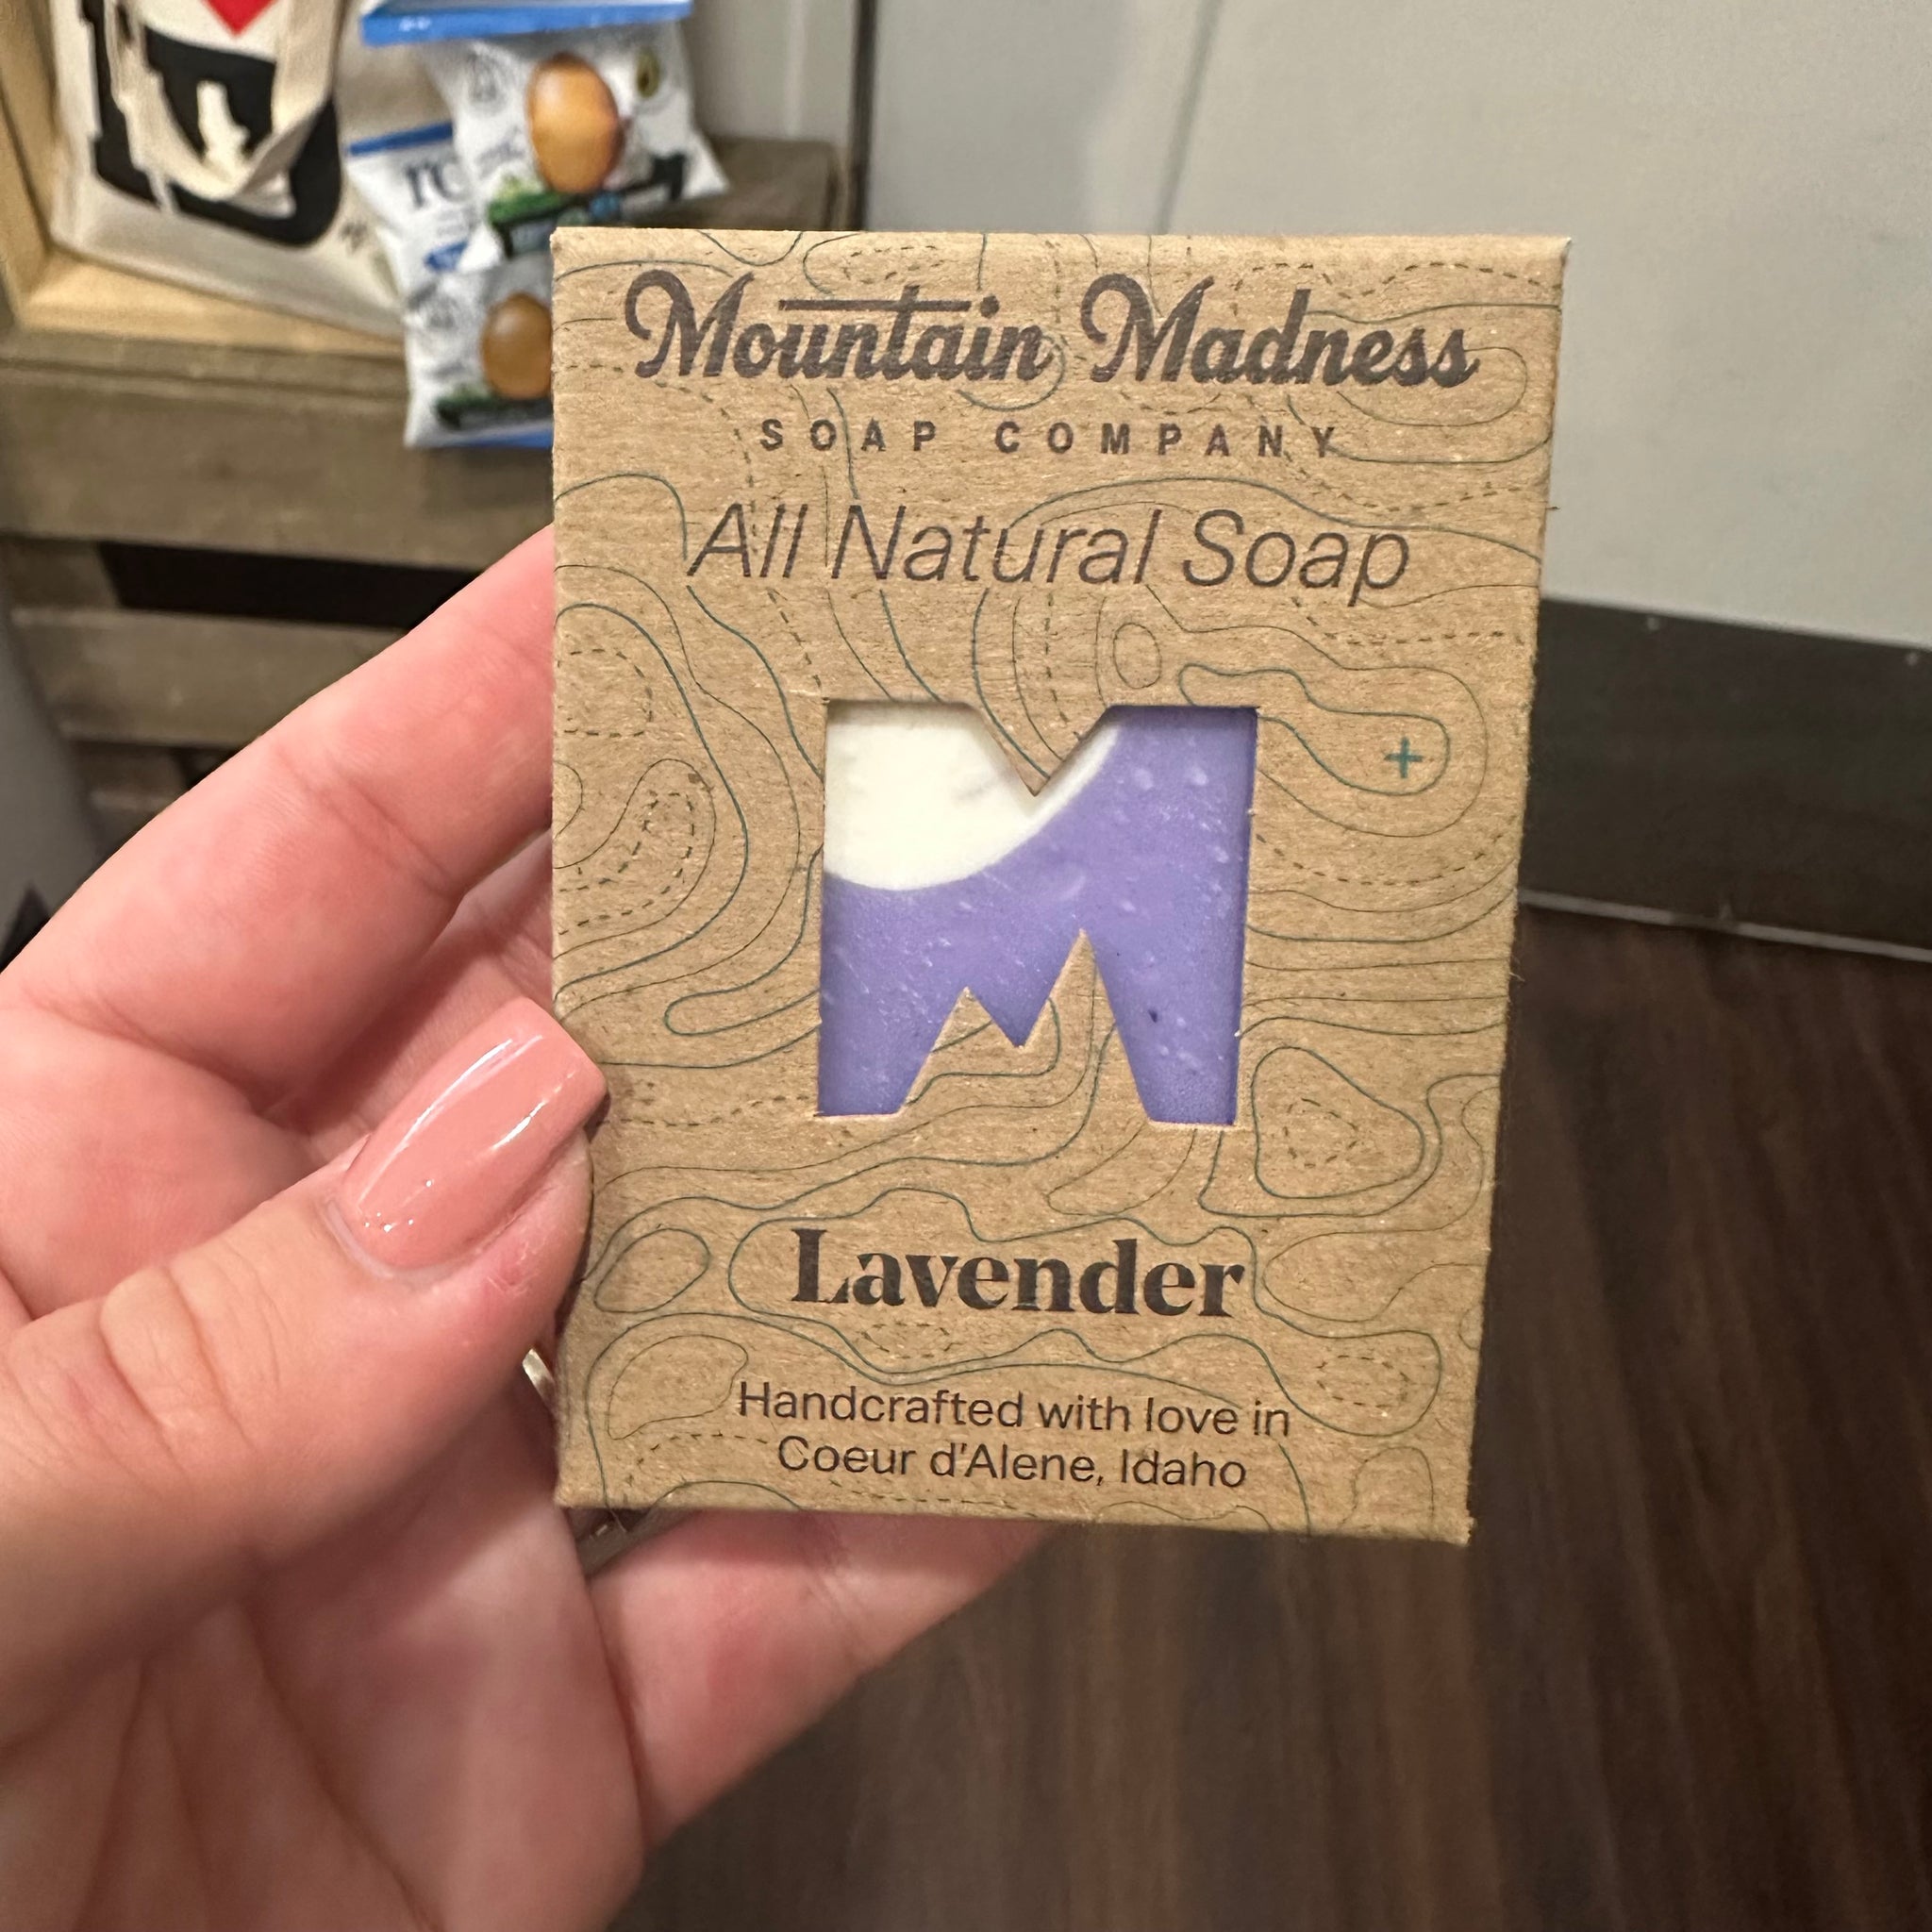 Mountain Madness
SOAP COMPANY
All Natural Soap
Lavender
Handcrafted with love in
Coeur d'Alene, Idaho